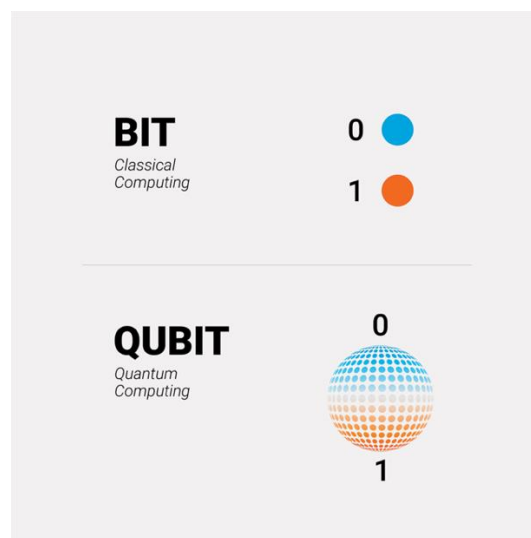 BIT
Classical
Computing
0
1
QUBIT
Quantum
Computing
0
1